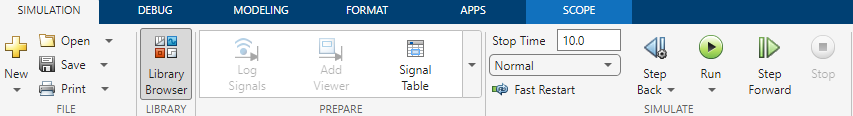 SIMULATION DEBUG MODELING FORMAT APPS SCOPE
New
Open
Save
Print
FILE
Library
Browser
LIBRARY
Log
Signals
Add
Viewer
Signal
Table
PREPARE
Stop Time 10.0
Normal
Fast Restart
Step
Back
Run
Step
Forward
Stop
SIMULATE